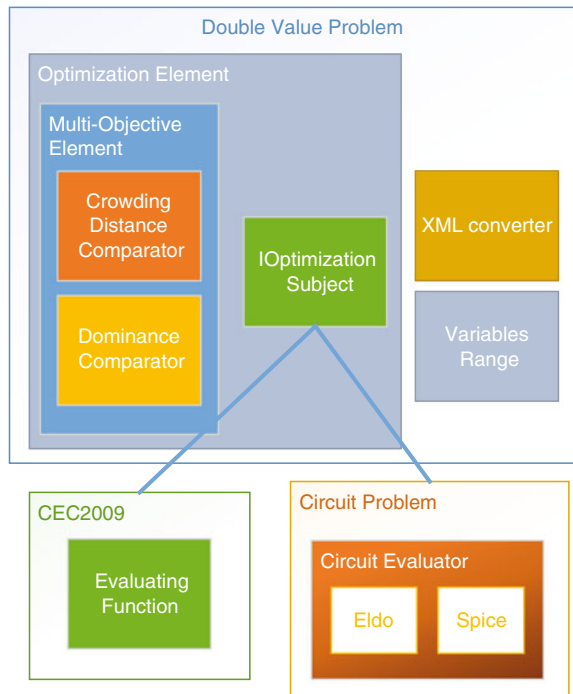 Double Value Problem
Optimization Element
Multi-Objective
Element
Crowding
Distance
Comparator
Dominance
Comparator
IOptimization
Subject
XML converter
Variables
Range
CEC2009
Evaluating
Function
Circuit Problem
Circuit Evaluator
Eldo
Spice